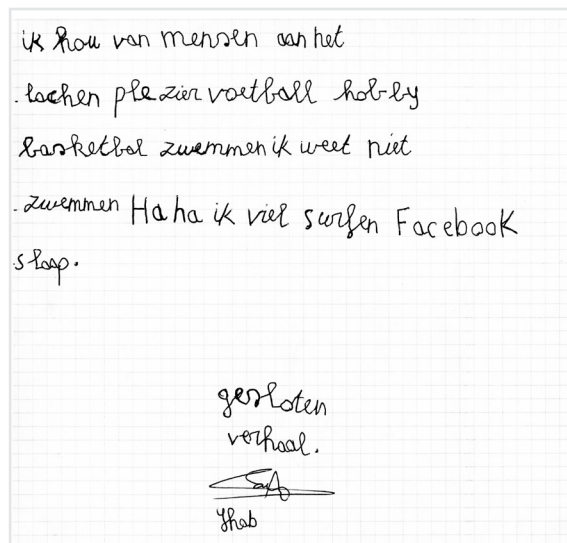 ik hou van mensen aan het
.lachen plezier voetball hobby
basketbal zwemmen ik weet niet
.zwemmen Haha ik viel surfen Facebook
slaap.
gesloten
verhaal.
Ihab